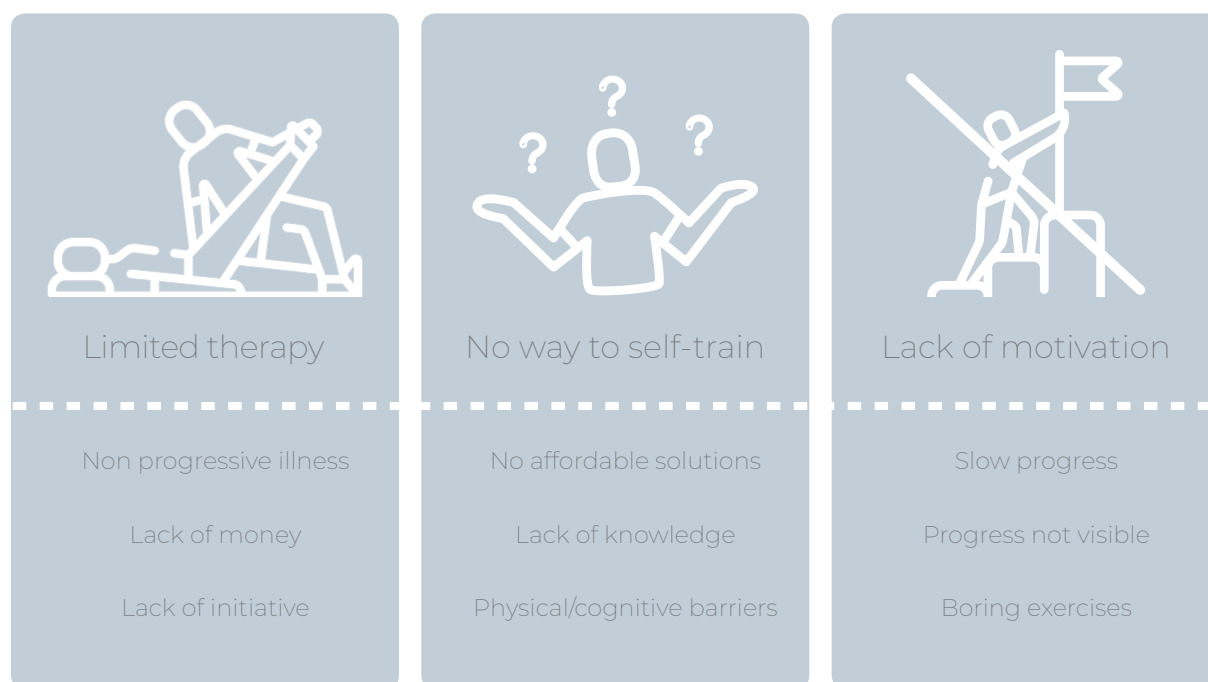 ? ? ?
Limited therapy
Non progressive illness
Lack of money
Lack of initiative
No way to self-train
No affordable solutions
Lack of knowledge
Physical/cognitive barriers
Lack of motivation
Slow progress
Progress not visible
Boring exercises